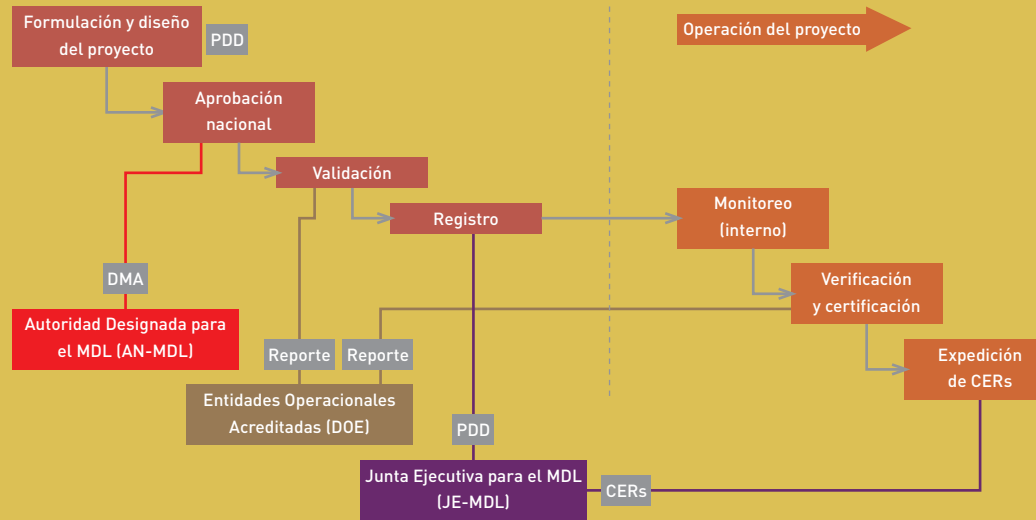 Formulación y diseño
del proyecto
PDD
Operación del proyecto
Aprobación
nacional
Validación
Registro
Monitoreo
(interno)
DMA
Verificación
y certificación
Autoridad Designada para
el MDL (AN-MDL)
Reporte
Reporte
Expedición
de CERs
Entidades Operacionales
Acreditadas (DOE)
PDD
Junta Ejecutiva para el MDL
(JE-MDL)
CERs